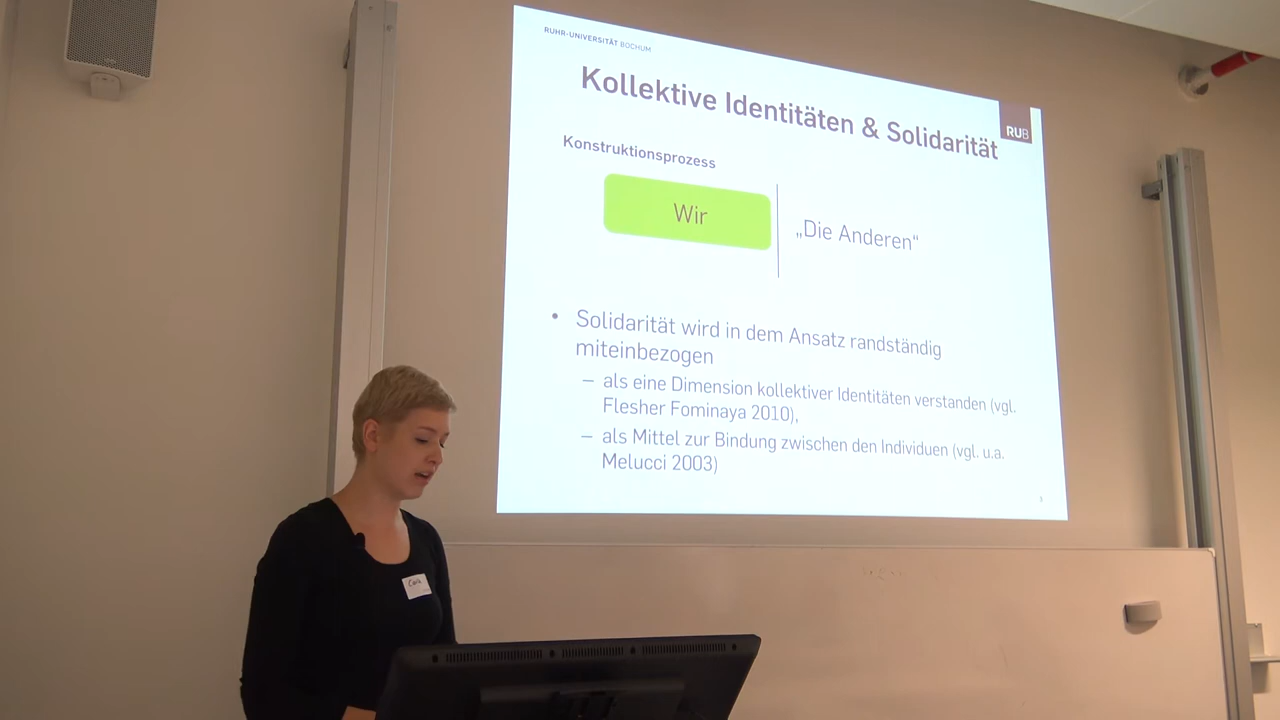 RUHR-UNIVERSITÄT BOCHUM
Kollektive Identitäten & Solidarität
RUB
Konstruktionsprozess
Wir
„Die Anderen“
• Solidarität wird in dem Ansatz randständig
miteinbezogen
– als eine Dimension kollektiver Identitäten verstanden (vgl.
Flesher Fominaya 2010),
– als Mittel zur Bindung zwischen den Individuen (vgl. u.a.
Melucci 2003)